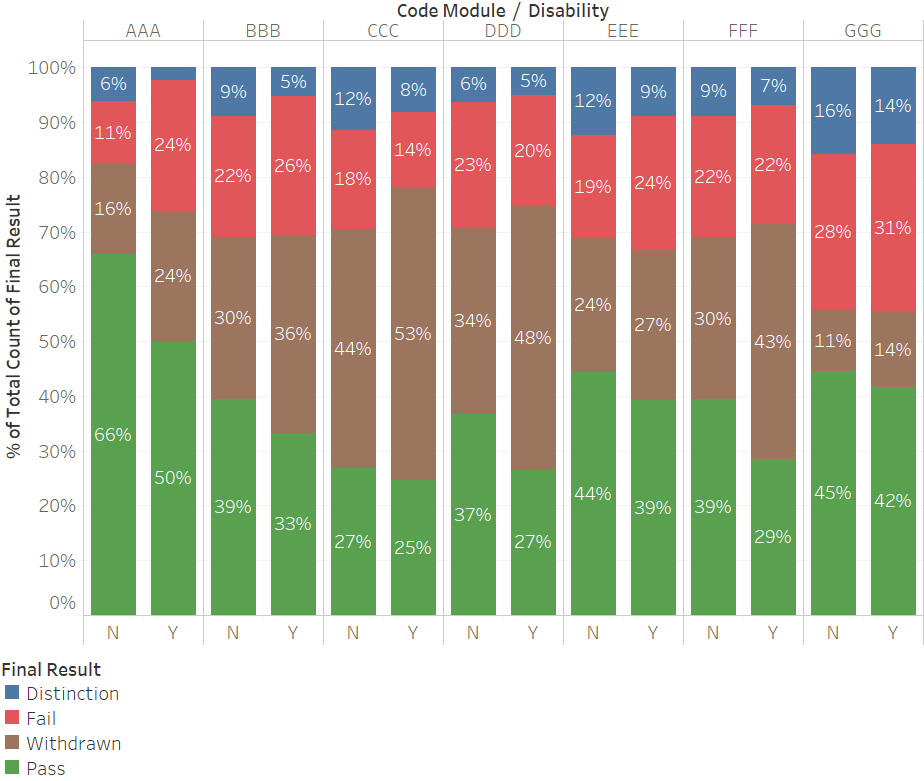 Code Module / Disability
AAA BBB CCC DDD EEE FFF GGG
% of Total Count of Final Result
100%
90%
80%
70%
60%
50%
40%
30%
20%
10%
0%
6% 11% 16% 66%
24% 24% 50%
9% 22% 30% 39%
5% 26% 36% 33%
12% 18% 44% 27%
8% 14% 53% 25%
6% 23% 34% 37%
5% 20% 48% 27%
12% 19% 24% 44%
9% 24% 27% 39%
9% 22% 30% 39%
7% 22% 43% 29%
16% 28% 11% 45%
14% 31% 14% 42%
N Y N Y N Y N Y N Y N Y N Y
Final Result
Distinction
Fail
Withdrawn
Pass